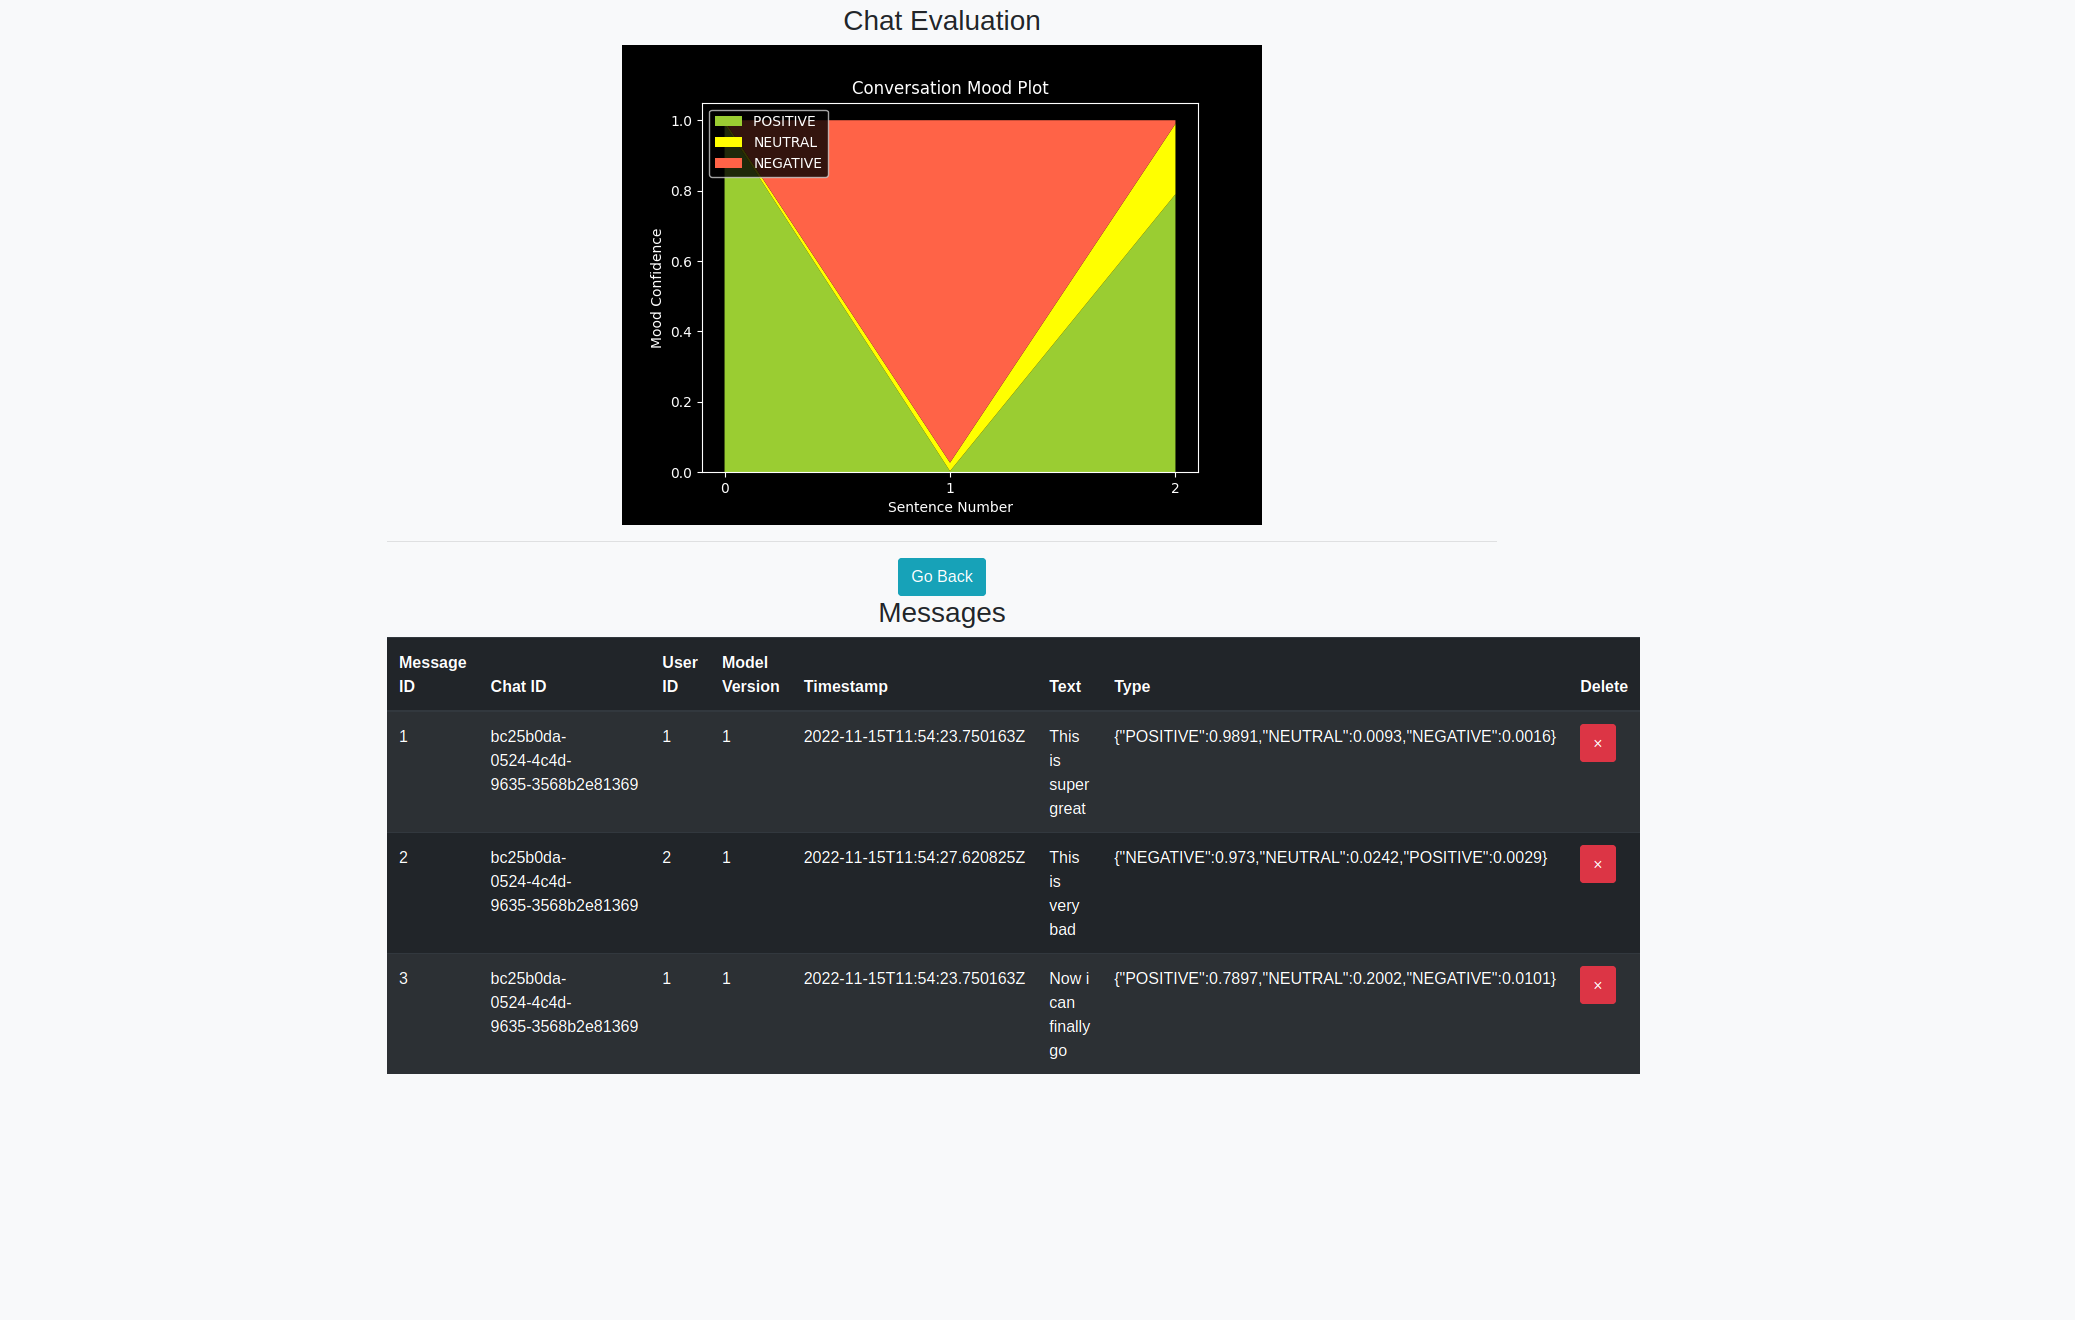 Chat Evaluation
Conversation Mood Plot
POSITIVE
NEUTRAL
NEGATIVE
1.0
0.8
0.6
0.4
0.2
0.0
Mood Confidence
0 1 2
Sentence Number
Go Back
Messages
Message ID
Chat ID
User ID
Model Version
Timestamp
Text
Type
Delete
1
bc25b0da-
0524-4c4d-
9635-3568b2e81369
1
1
2022-11-15T11:54:23.750163Z
This
is
super
great
{"POSITIVE":0.9891,"NEUTRAL":0.0093,"NEGATIVE":0.0016}
×
2
bc25b0da-
0524-4c4d-
9635-3568b2e81369
2
1
2022-11-15T11:54:27.620825Z
This
is
very
bad
{"NEGATIVE":0.973,"NEUTRAL":0.0242,"POSITIVE":0.0029}
×
3
bc25b0da-
0524-4c4d-
9635-3568b2e81369
1
1
2022-11-15T11:54:23.750163Z
Now i
can
finally
go
{"POSITIVE":0.7897,"NEUTRAL":0.2002,"NEGATIVE":0.0101}
×